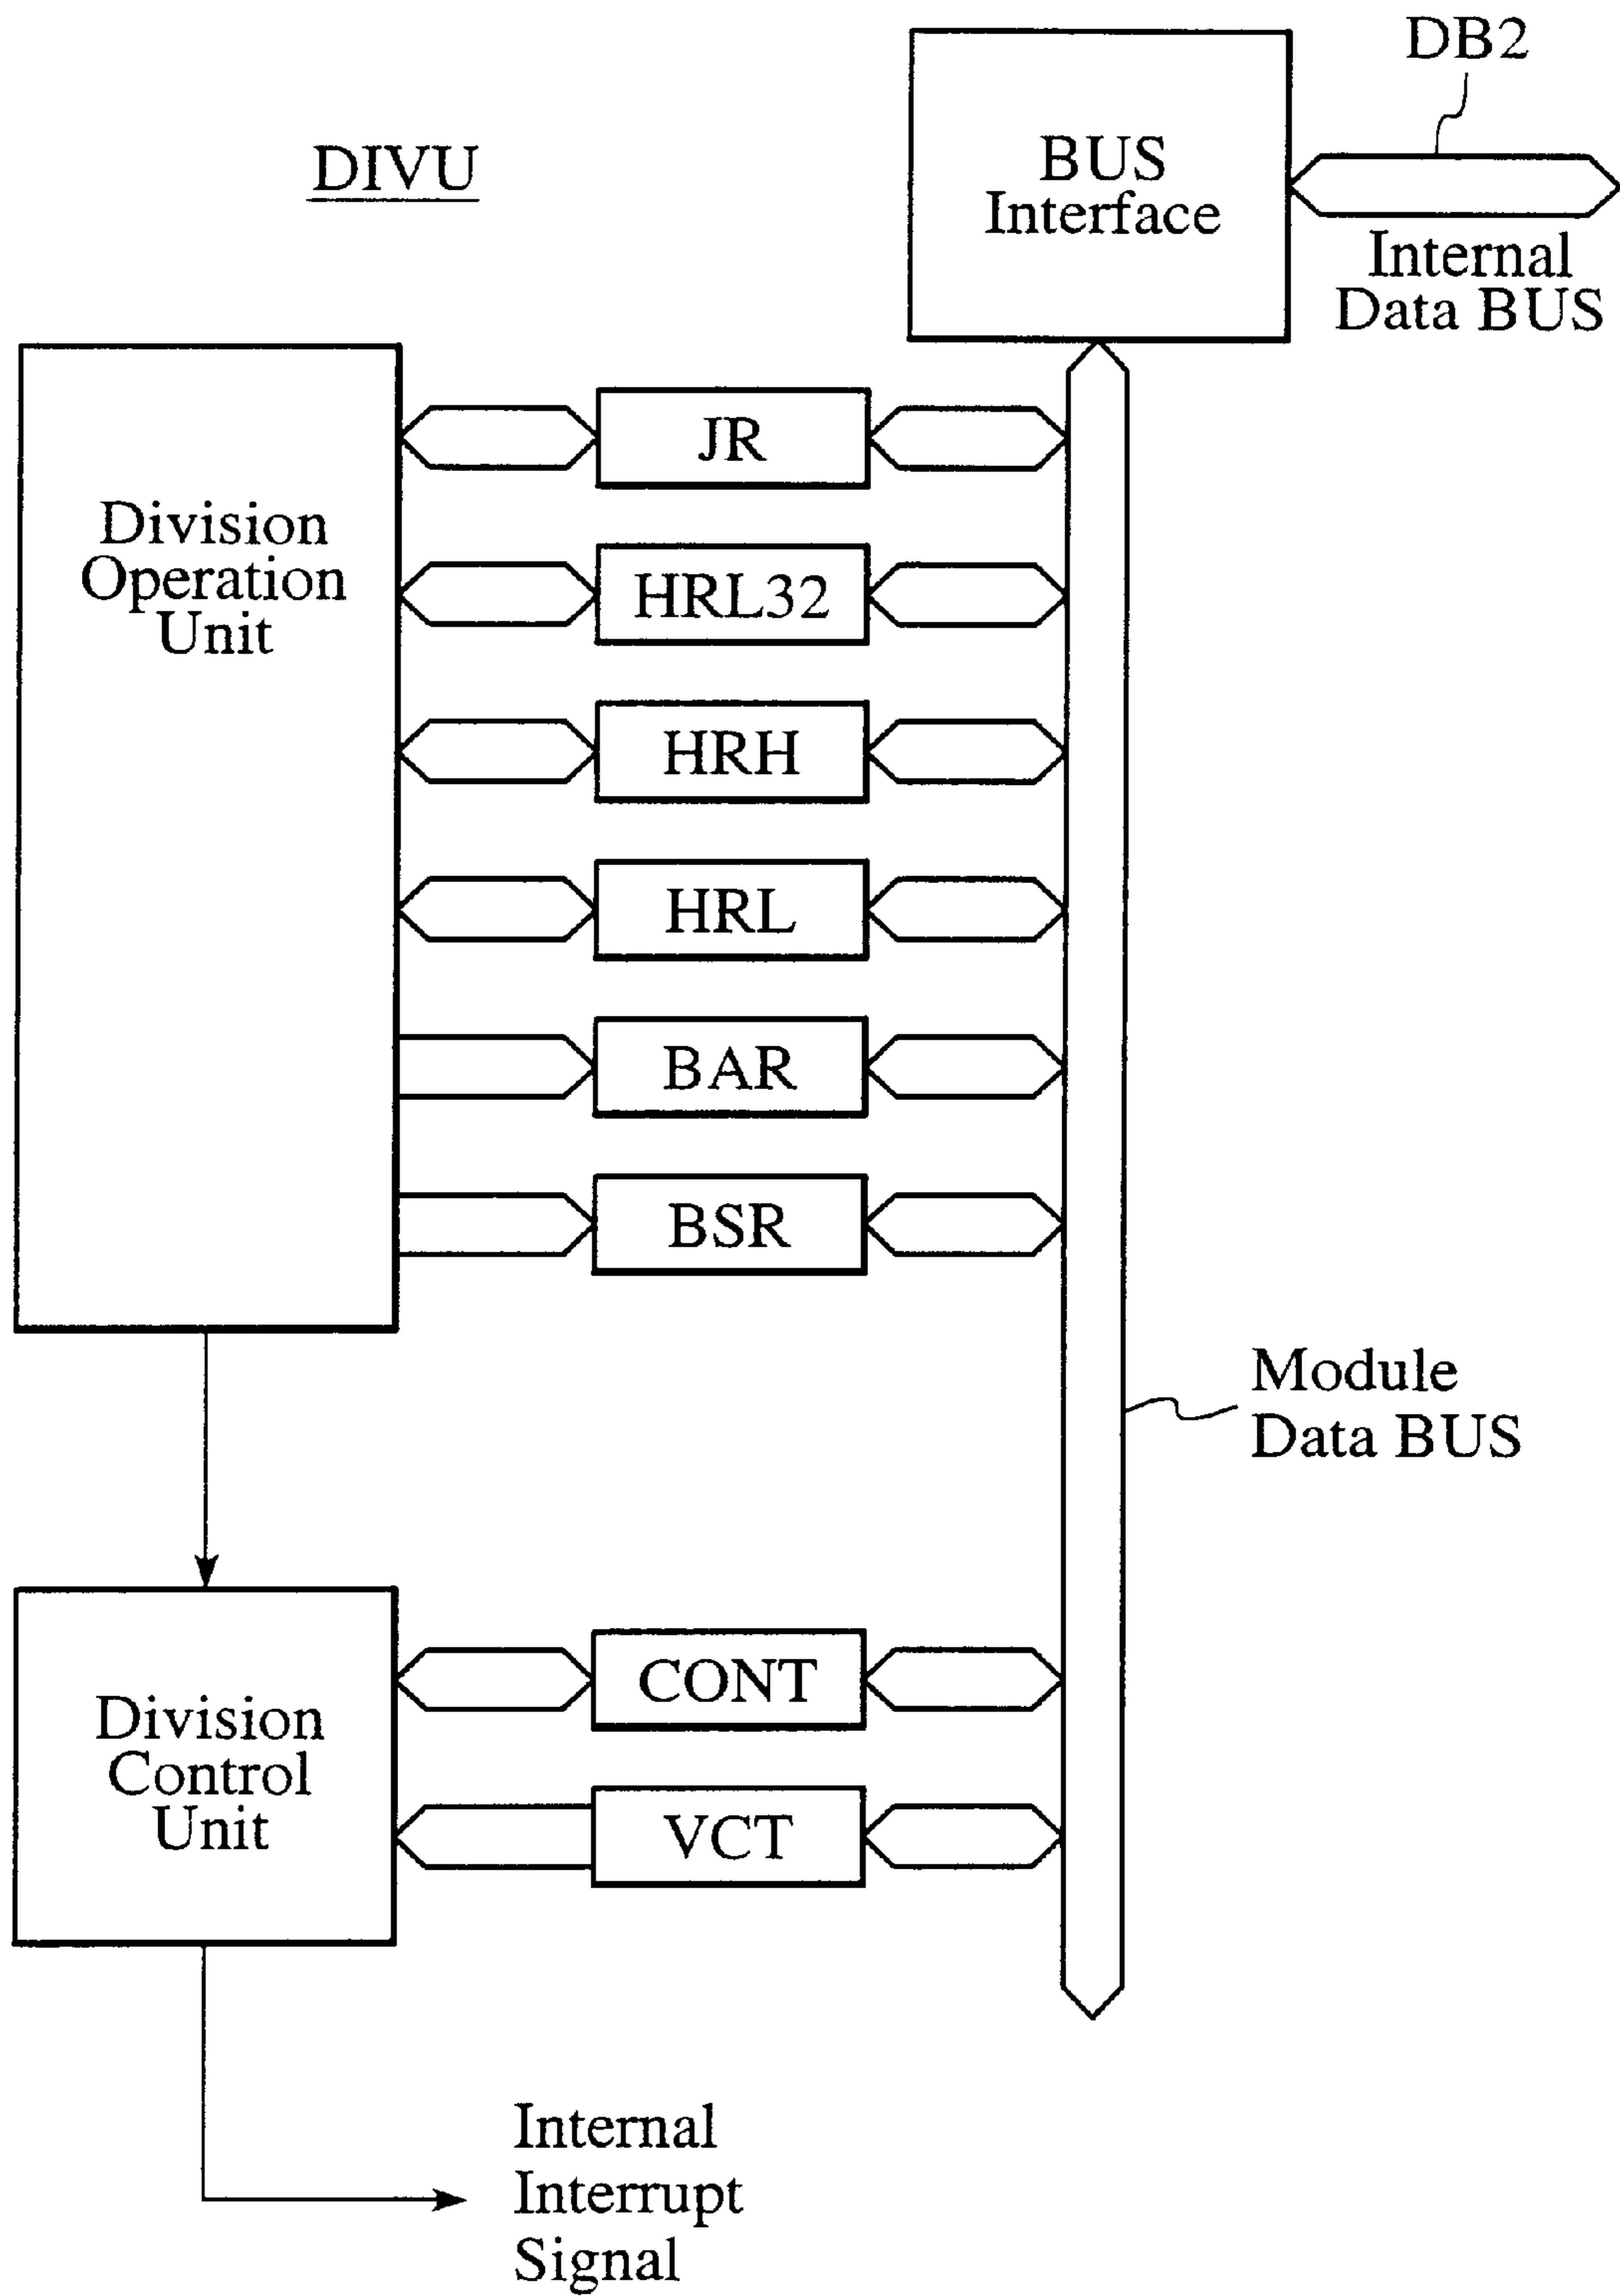 DB2
DIVU
BUS
Interface
Internal
Data BUS
JR
Division
Operation
Unit
HRL32
HRH
HRL
BAR
BSR
Module
Data BUS
CONT
Division
Control
Unit
VCT
Internal
Interrupt
Signal